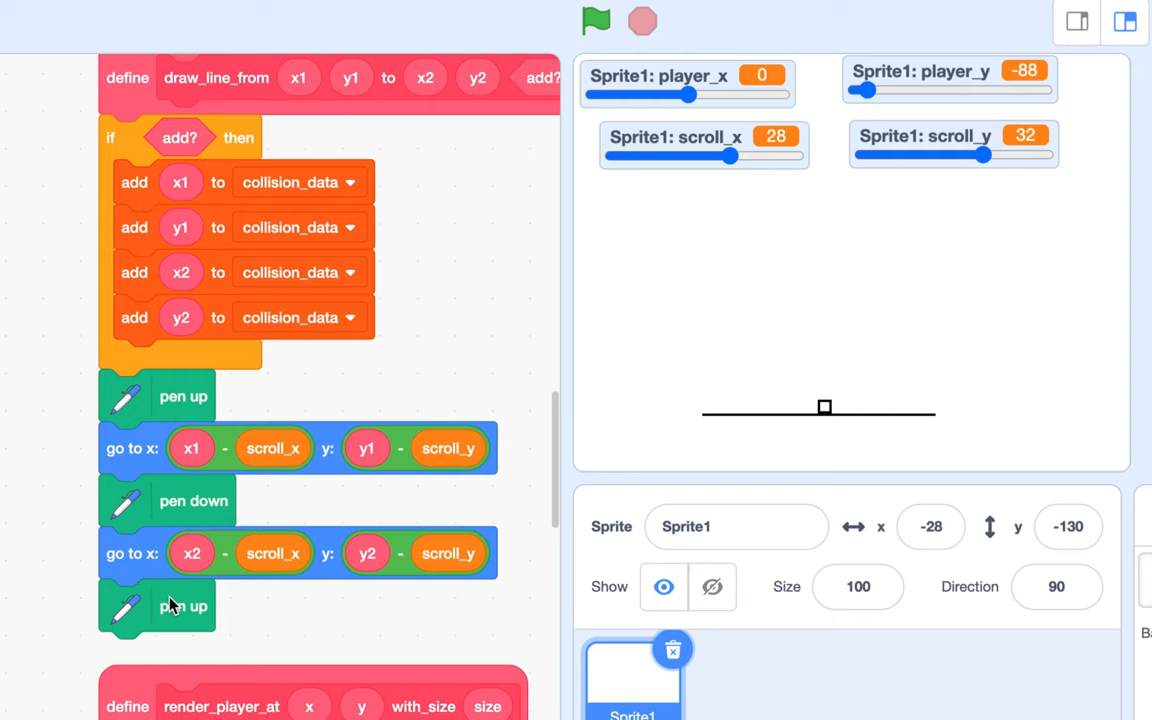 define draw_line_from x1 y1 to x2 y2 add?
if add? then
add x1 to collision_data
add y1 to collision_data
add x2 to collision_data
add y2 to collision_data
pen up
go to x: x1 - scroll_x y: y1 - scroll_y
pen down
go to x: x2 - scroll_x y: y2 - scroll_y
pen up
define render_player_at x y with_size size
Sprite1: player_x 0
Sprite1: player_y -88
Sprite1: scroll_x 28
Sprite1: scroll_y 32
Sprite Sprite1 x -28 y -130
Show Size 100 Direction 90
Sprite1
Ba